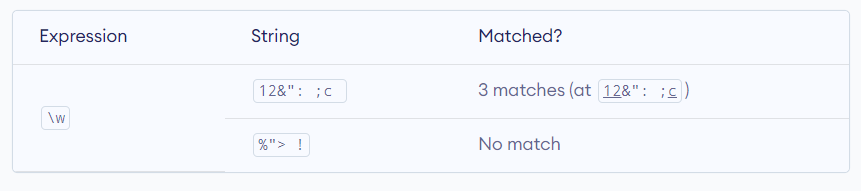 Expression String Matched?
\w
12&": ;c 3 matches (at 12&": ;c )
%"> ! No match